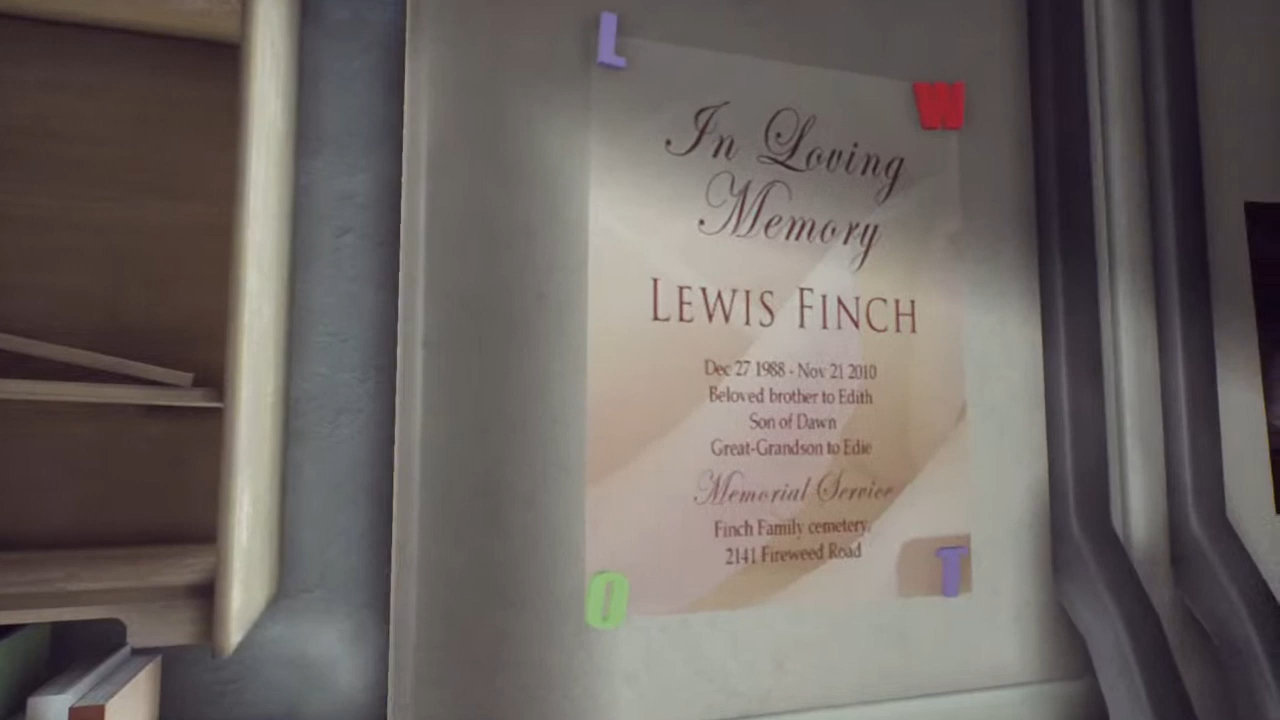 L
W
In Loving
Memory
LEWIS FINCH
Dec 27 1988 - Nov 21 2010
Beloved brother to Edith
Son of Dawn
Great-Grandson to Edie
Memorial Service
Finch Family cemetery,
2141 Fireweed Road
O
T